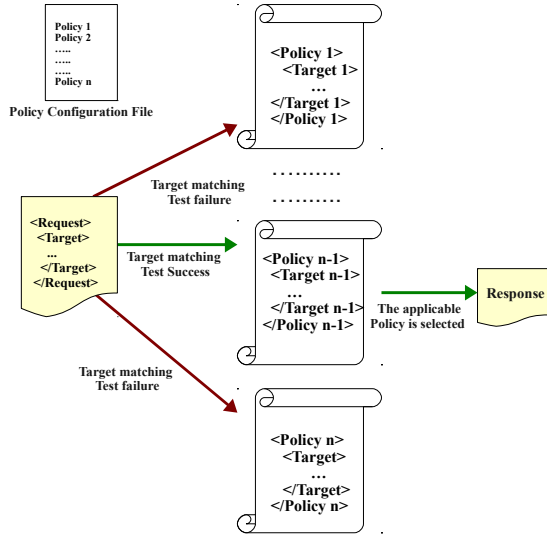 Policy 1
Policy 2
.....
.....
.....
Policy n
Policy Configuration File
<Policy 1>
<Target 1>
...
</Target 1>
</Policy 1>
Target matching
Test failure
..........
..........
<Request>
<Target>
...
</Target>
</Request>
Target matching
Test Success
<Policy n-1>
<Target n-1>
...
</Target n-1>
</Policy n-1>
The applicable
Policy is selected
Response
Target matching
Test failure
<Policy n>
<Target>
...
</Target>
</Policy n>